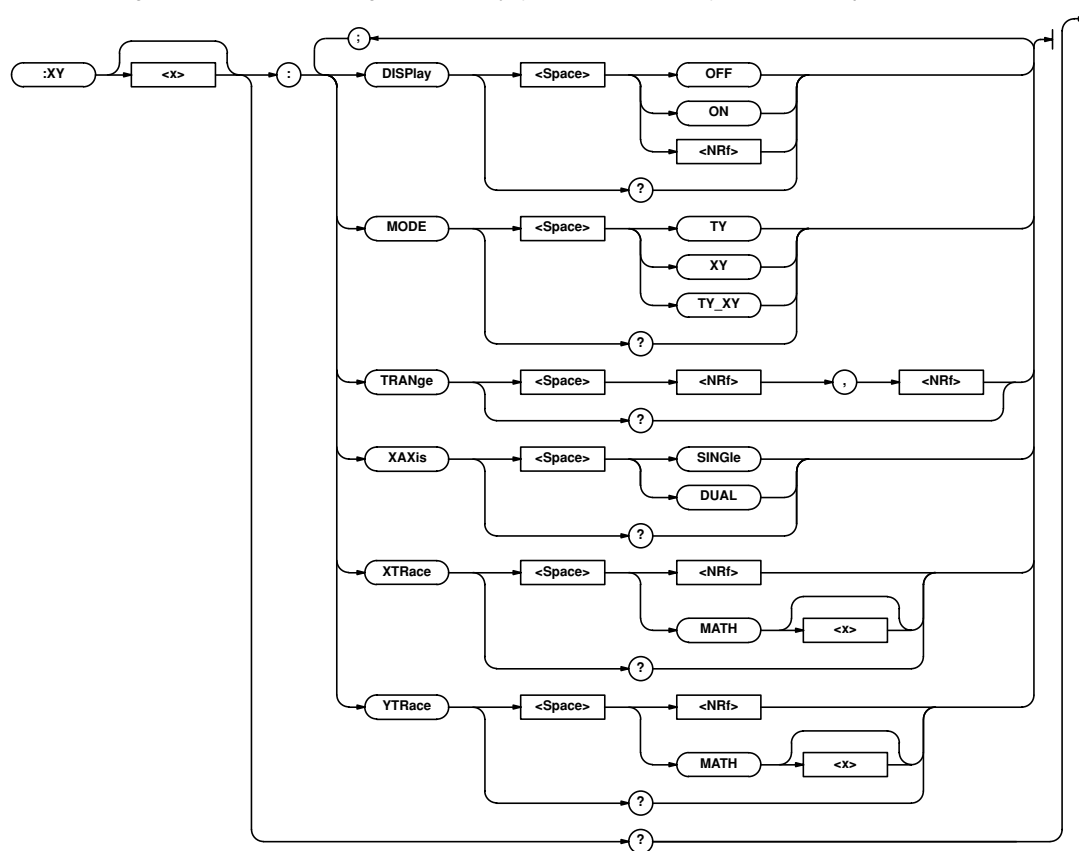 ;
:XY <x> : DISPlay <Space> OFF
ON
<NRf>
?
MODE <Space> TY
XY
TY_XY
?
TRANge <Space> <NRf> , <NRf>
?
XAXis <Space> SINGle
DUAL
?
XTRace <Space> <NRf>
MATH <x>
?
YTRace <Space> <NRf>
MATH <x>
?
?